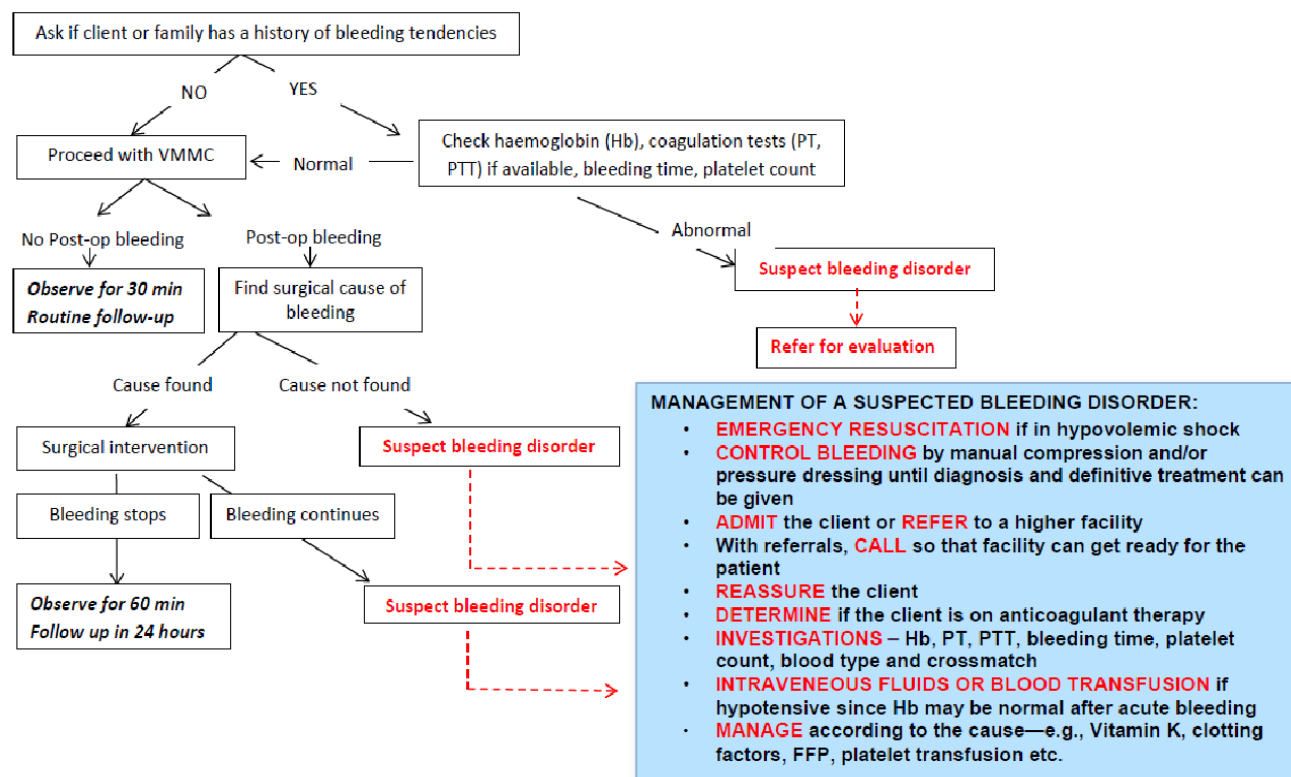 Ask if client or family has a history of bleeding tendencies
NO
YES
Proceed with VMMC
Normal
Check haemoglobin (Hb), coagulation tests (PT,
PTT) if available, bleeding time, platelet count
No Post-op bleeding
Post-op bleeding
Abnormal
Observe for 30 min
Routine follow-up
Find surgical cause of
bleeding
Suspect bleeding disorder
Refer for evaluation
Cause found
Cause not found
Surgical intervention
Suspect bleeding disorder
Bleeding stops
Bleeding continues
Observe for 60 min
Follow up in 24 hours
Suspect bleeding disorder
MANAGEMENT OF A SUSPECTED BLEEDING DISORDER:
• EMERGENCY RESUSCITATION if in hypovolemic shock
• CONTROL BLEEDING by manual compression and/or
pressure dressing until diagnosis and definitive treatment can
be given
• ADMIT the client or REFER to a higher facility
• With referrals, CALL so that facility can get ready for the
patient
• REASSURE the client
• DETERMINE if the client is on anticoagulant therapy
• INVESTIGATIONS – Hb, PT, PTT, bleeding time, platelet
count, blood type and crossmatch
• INTRAVENEOUS FLUIDS OR BLOOD TRANSFUSION if
hypotensive since Hb may be normal after acute bleeding
• MANAGE according to the cause—e.g., Vitamin K, clotting
factors, FFP, platelet transfusion etc.